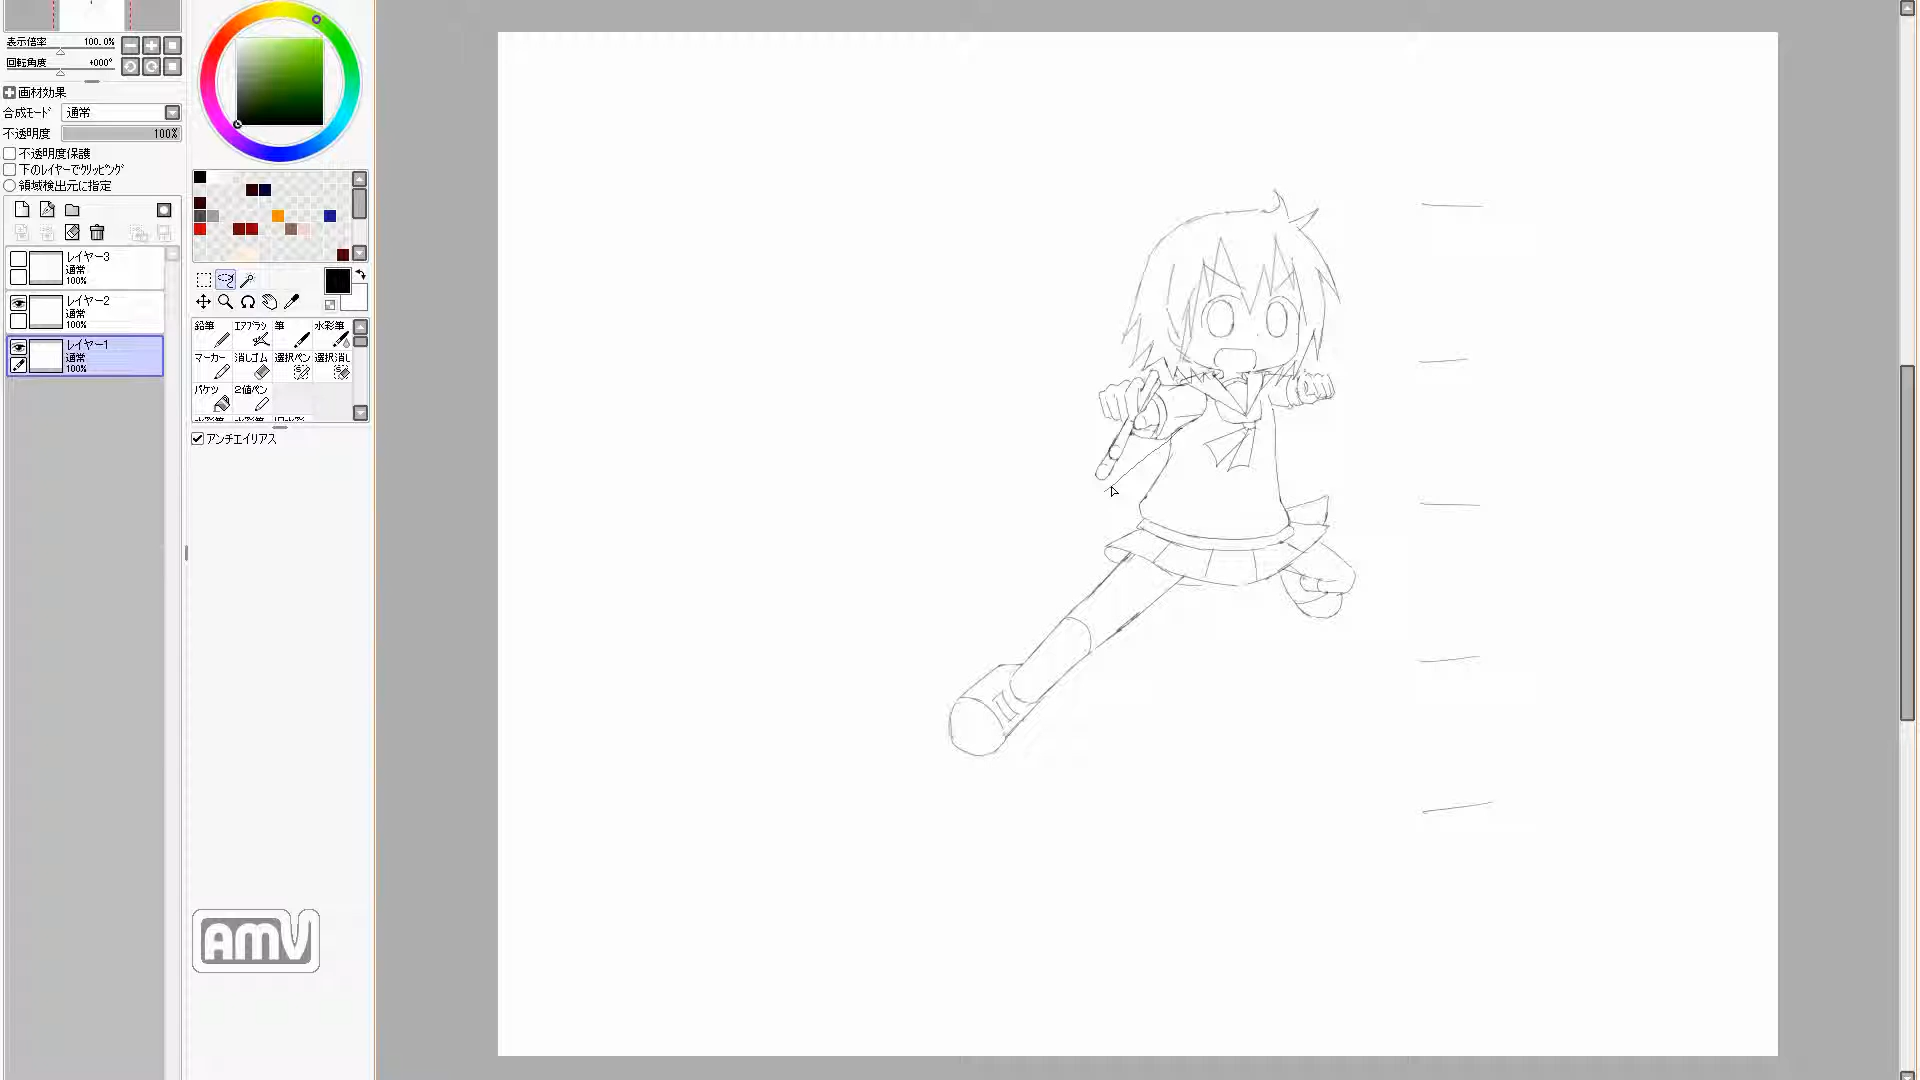 表示倍率 100.0%
回転角度 +000°
画材効果
合成モード 通常
不透明度 100%
不透明度保護
下のレイヤーでクリッピング
領域検出元に指定
レイヤー3
通常
100%
レイヤー2
通常
100%
レイヤー1
通常
100%
鉛筆 エアブラシ 筆 水彩筆
マーカー 消しゴム 選択ペン 選択消し
バケツ 2値ペン
アンチエイリアス
AMV